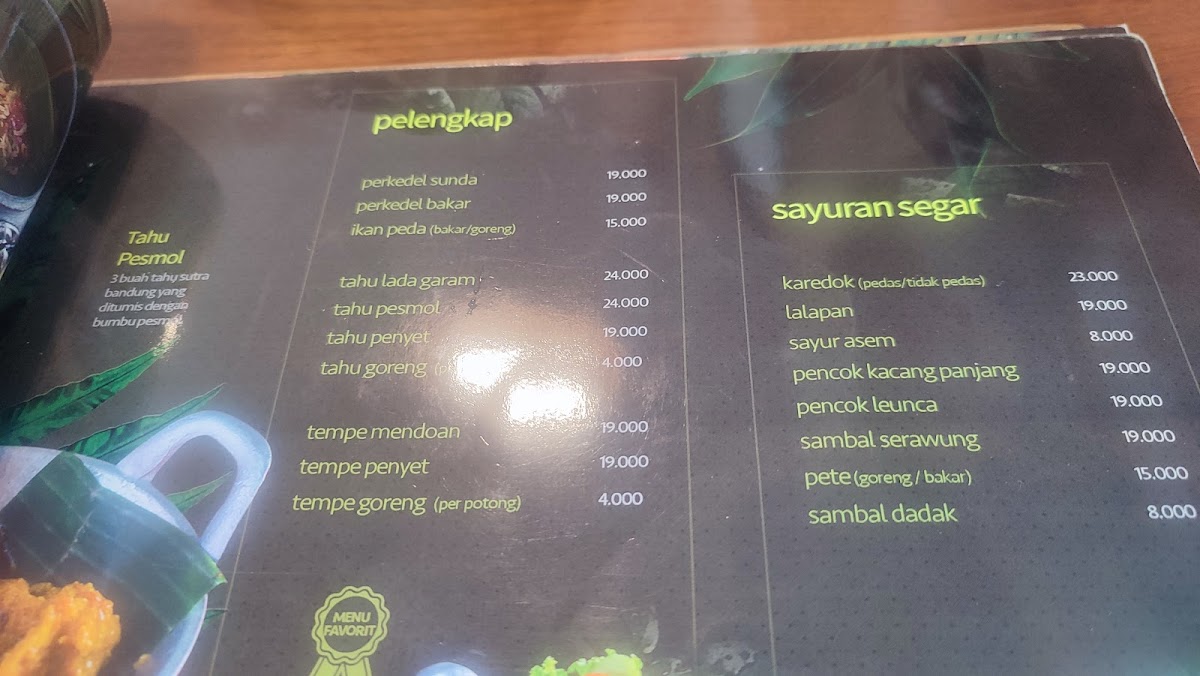 Tahu
Pesmol
3 buah tahu sutra
bandung yang
ditumis dengan
bumbu
pelengkap
perkedel sunda 19.000
perkedel bakar 19.000
ikan peda (bakar/goreng) 15.000
tahu lada garam 24.000
tahu pesmol 24.000
tahu penyet 19.000
tahu goreng 4.000
tempe mendoan 19.000
tempe penyet 19.000
tempe goreng (per potong) 4.000
MENU
FAVORIT
sayuran segar
karedok (pedas/tidak pedas) 23.000
lalapan 19.000
sayur asem 8.000
pencok kacang panjang 19.000
pencok leunca 19.000
sambal serawung 19.000
pete (goreng / bakar) 15.000
sambal dadak 8.000